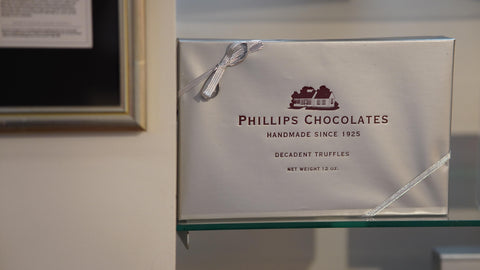 PHILLIPS CHOCOLATES
HANDMADE SINCE 1925
DECADENT TRUFFLES
NET WEIGHT 12 OZ.